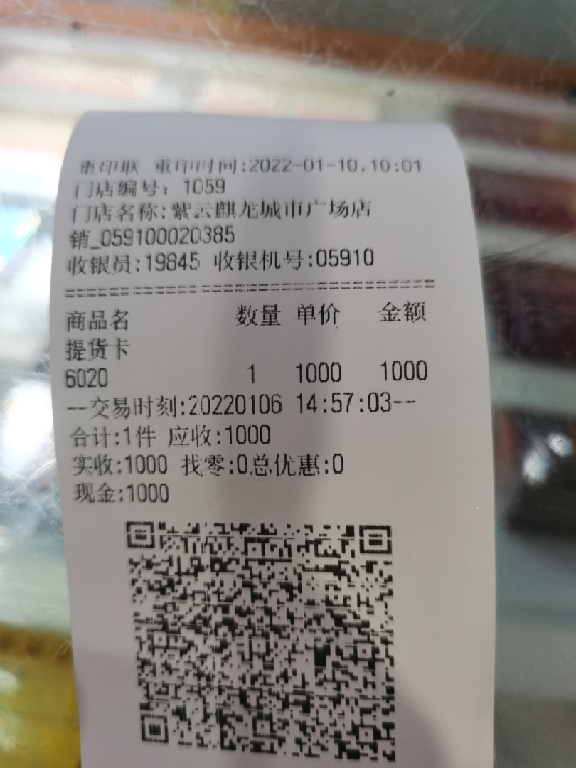 重印联 重印时间:2022-01-10.10:01
门店编号: 1059
门店名称:紫云麒龙城市广场店
销_059100020385
收银员:19845 收银机号:05910
商品名 数量 单价 金额
提货卡
6020 1 1000 1000
--交易时刻:20220106 14:57:03--
合计:1件 应收:1000
实收:1000 找零:0总优惠:0
现金:1000